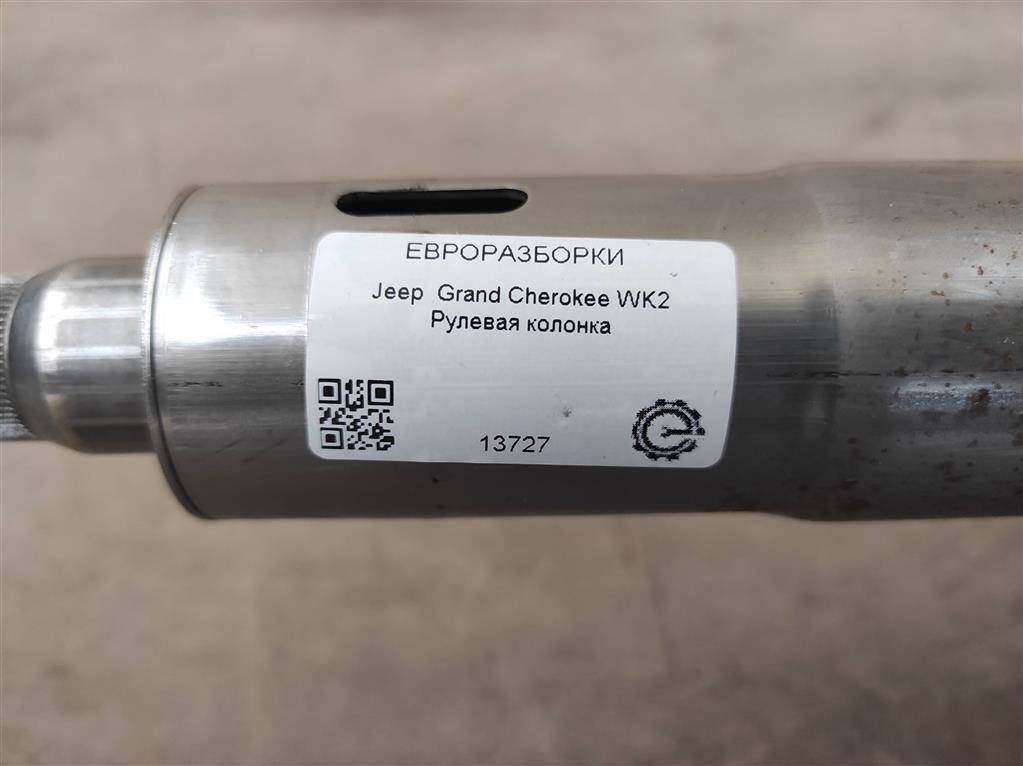 ЕВРОРАЗБОРКИ
Jeep Grand Cherokee WK2
Рулевая колонка
13727